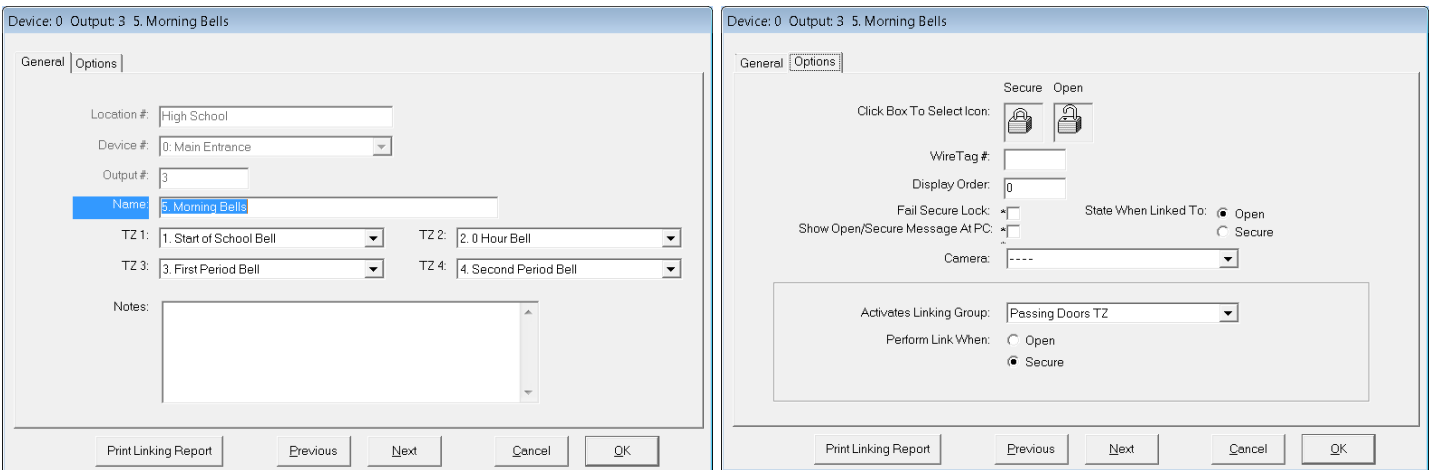 Device: 0 Output: 3 5. Morning Bells
General Options
Location #: High School
Device #: 0: Main Entrance
Output #: 3
Name: 5. Morning Bells
TZ 1: 1. Start of School Bell TZ 2: 2. 0 Hour Bell
TZ 3: 3. First Period Bell TZ 4: 4. Second Period Bell
Notes:
Print Linking Report Previous Next Cancel OK
Device: 0 Output: 3 5. Morning Bells
General Options
Secure Open
Click Box To Select Icon:
WireTag #:
Display Order: 0
Fail Secure Lock: * State When Linked To: Open
Show Open/Secure Message At PC: * Secure
*
Camera: ----
Activates Linking Group: Passing Doors TZ
Perform Link When: Open
Secure
Print Linking Report Previous Next Cancel OK